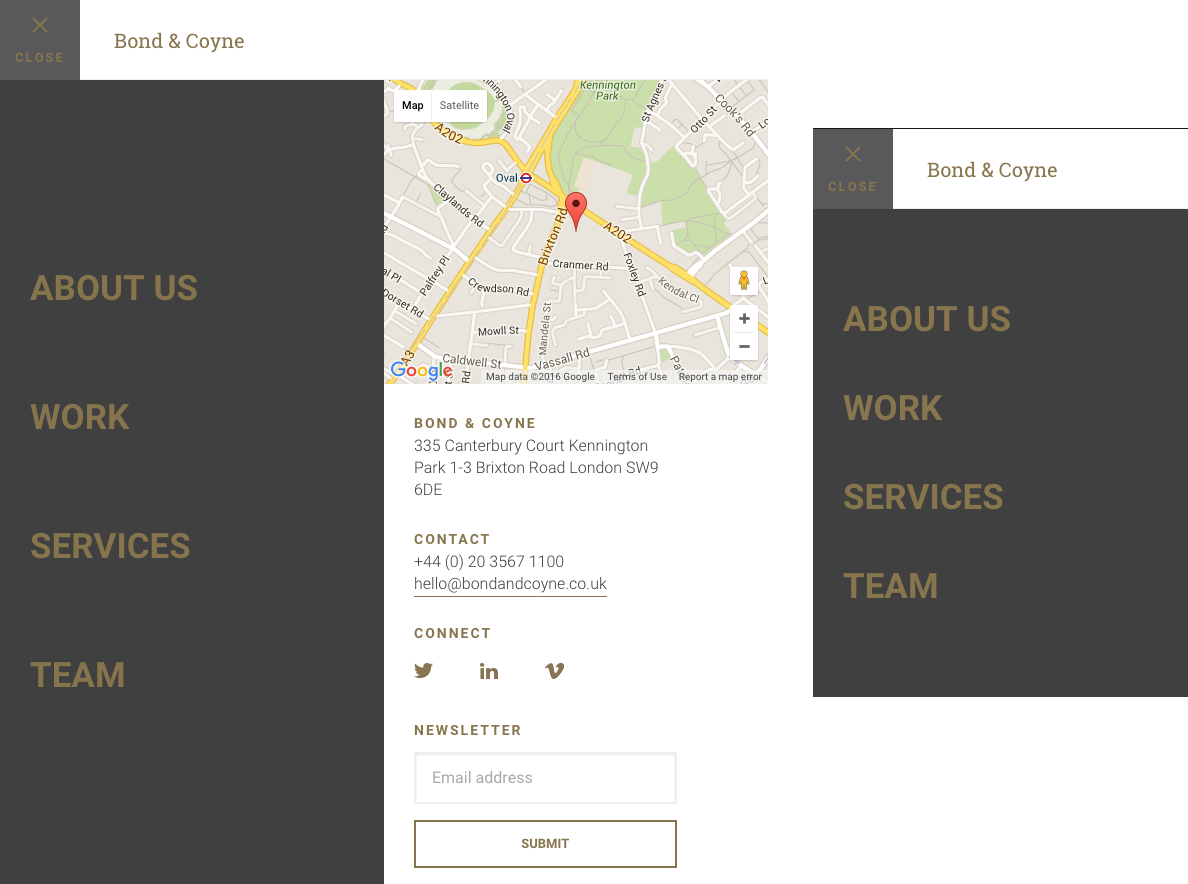 CLOSE
Bond & Coyne
Map Satellite
Kennington
Park
St Agnes
Cook's Rd
Otto St
A202
Oval
Claylands Rd
Brixton Rd
A202
Palfrey Pl
Cranmer Rd
Foxley Rd
Kendal Cl
Crewdson Rd
Dorset Rd
Mowll St
Mandela St
Caldwell St
Vassall Rd
A3
Rd
Google
Map data ©2016 Google Terms of Use Report a map error
ABOUT US
WORK
SERVICES
TEAM
BOND & COYNE
335 Canterbury Court Kennington
Park 1-3 Brixton Road London SW9
6DE
CONTACT
+44 (0) 20 3567 1100
hello@bondandcoyne.co.uk
CONNECT
NEWSLETTER
Email address
SUBMIT
CLOSE
Bond & Coyne
ABOUT US
WORK
SERVICES
TEAM